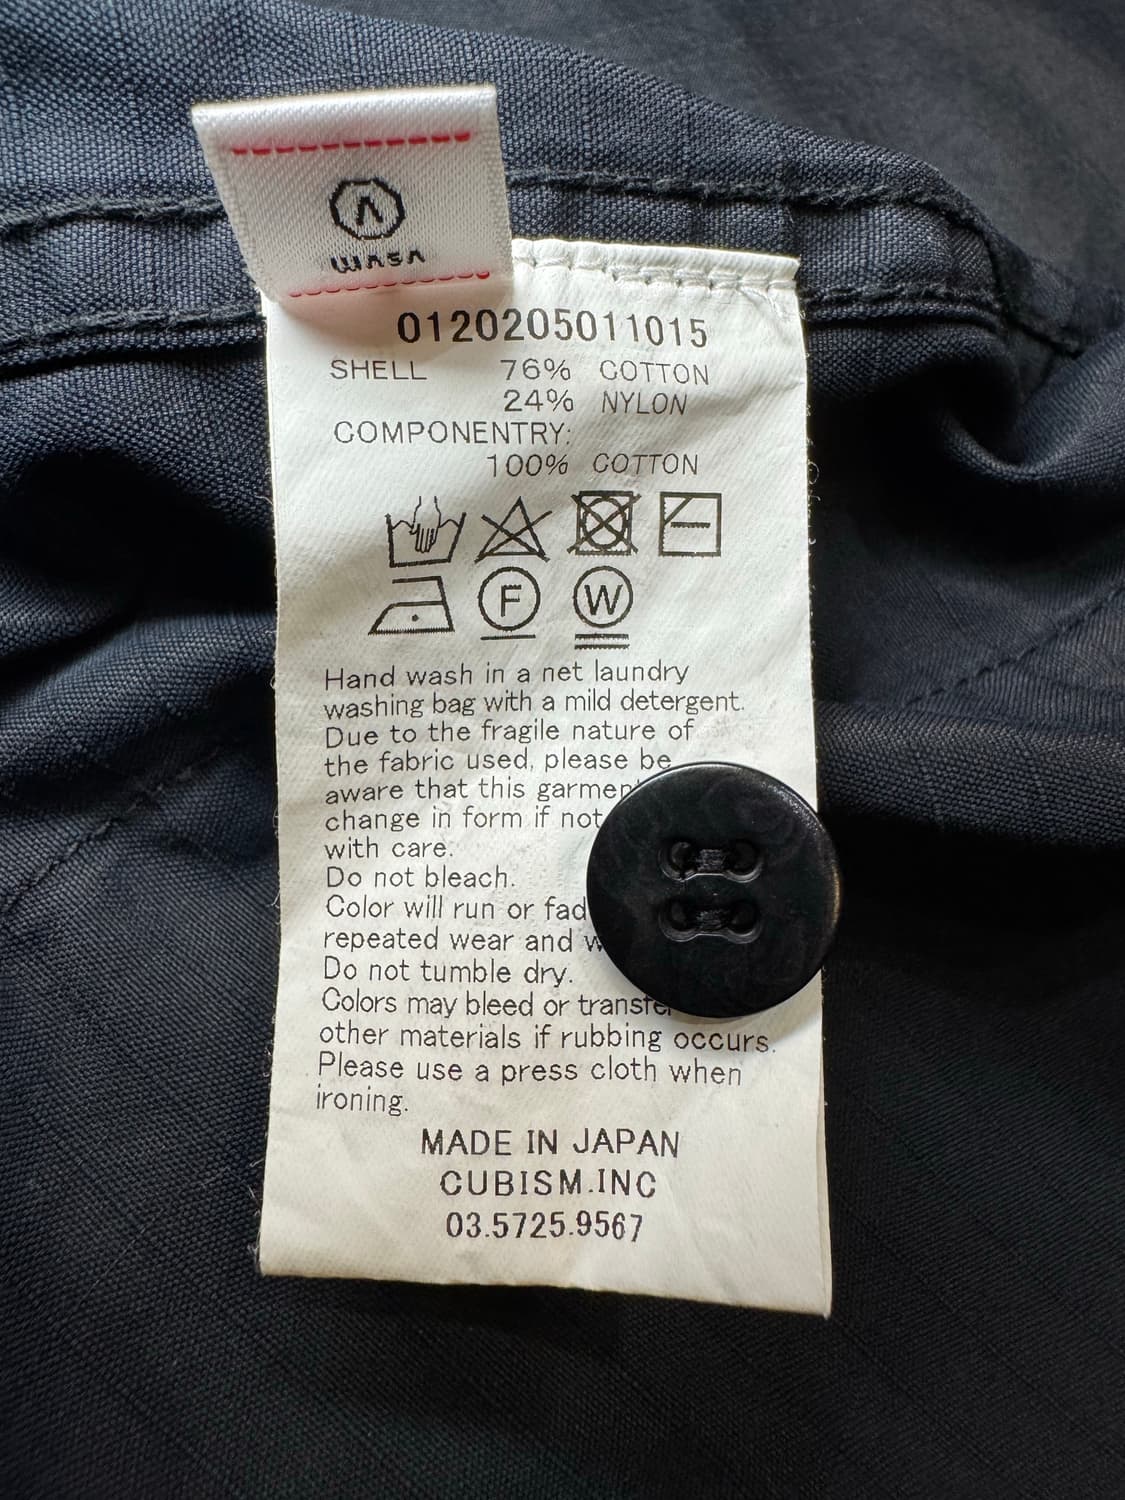 WASA
0120205011015
SHELL 76% COTTON
24% NYLON
COMPONENTRY:
100% COTTON
F W
Hand wash in a net laundry
washing bag with a mild detergent.
Due to the fragile nature of
the fabric used, please be
aware that this garmen
change in form if not
with care.
Do not bleach.
Color will run or fad
repeated wear and w
Do not tumble dry.
Colors may bleed or transfe
other materials if rubbing occurs.
Please use a press cloth when
ironing.
MADE IN JAPAN
CUBISM.INC
03.5725.9567